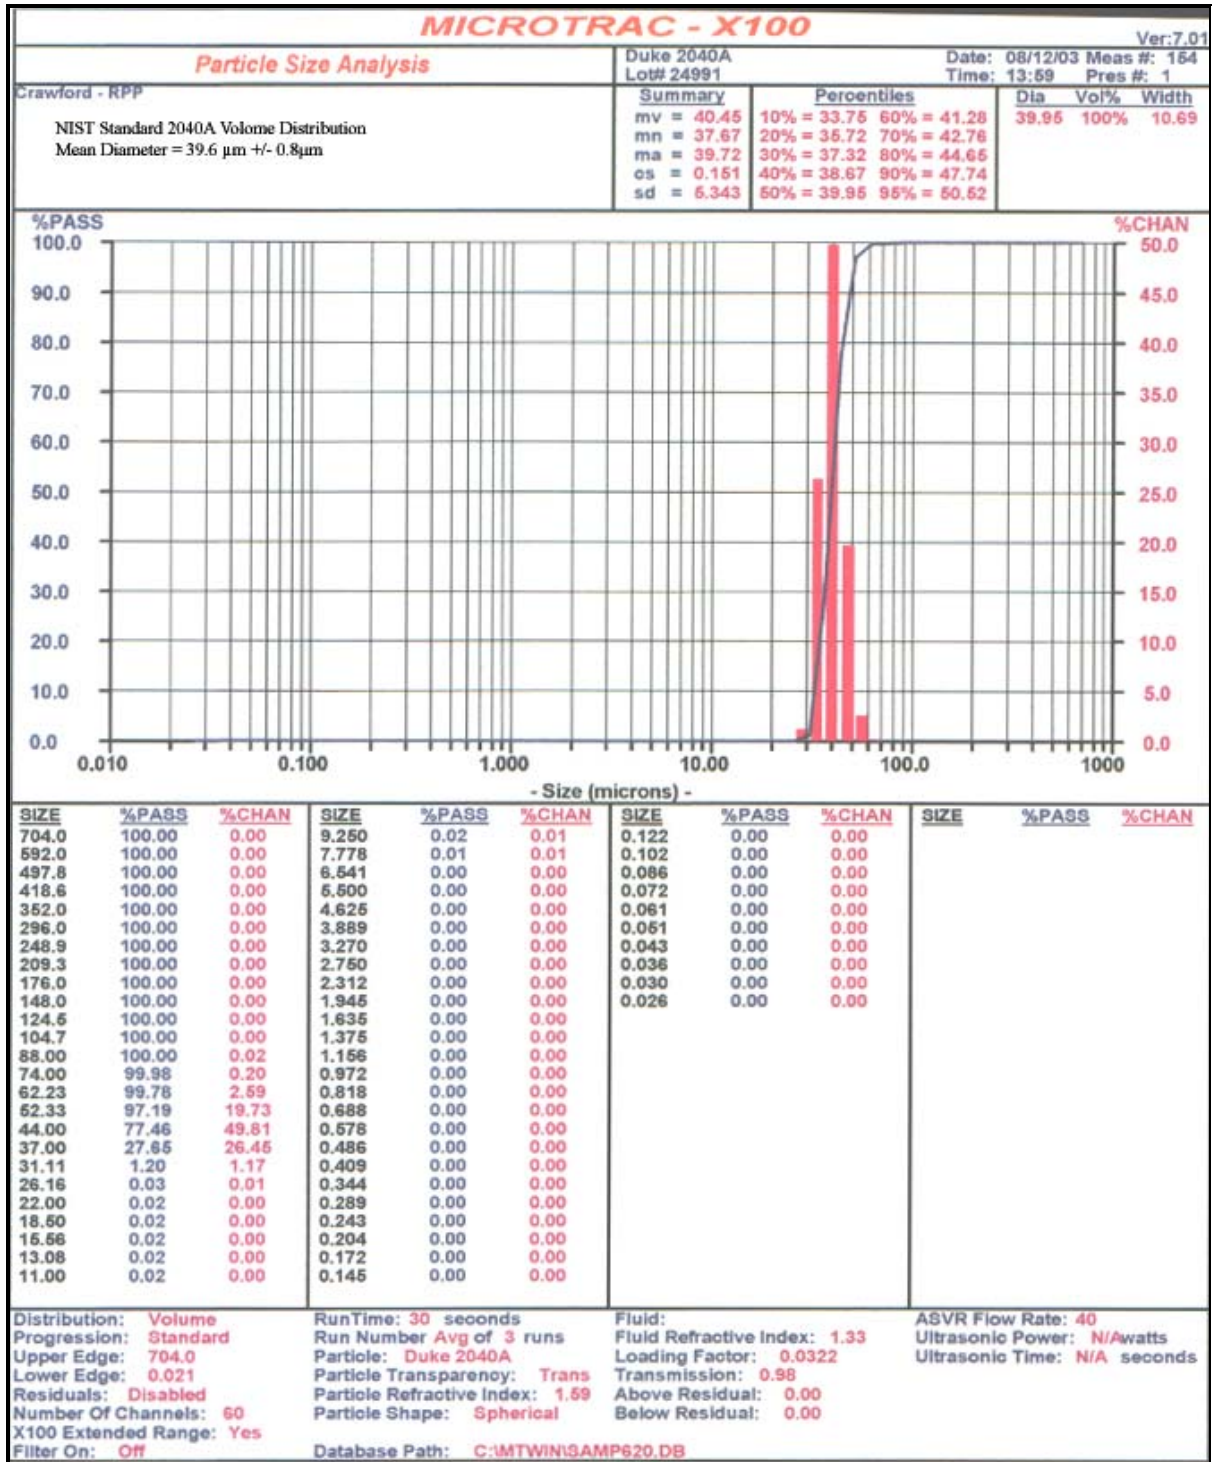 MICROTRAC - X100
Ver:7.01
Particle Size Analysis
Duke 2040A
Lot# 24991
Date: 08/12/03 Meas #: 164
Time: 13:59 Pres #: 1
Crawford - RPP
NIST Standard 2040A Volome Distribution
Mean Diameter = 39.6 µm +/- 0.8µm
Summary
mv = 40.45
mn = 37.67
ma = 39.72
cs = 0.151
sd = 5.343
Percentiles
10% = 33.75 60% = 41.28
20% = 35.72 70% = 42.76
30% = 37.32 80% = 44.65
40% = 38.67 90% = 47.74
50% = 39.95 95% = 50.52
Dia Vol% Width
39.95 100% 10.69
%PASS
%CHAN
100.0 50.0
90.0 45.0
80.0 40.0
70.0 35.0
60.0 30.0
50.0 25.0
40.0 20.0
30.0 15.0
20.0 10.0
10.0 5.0
0.0 0.0
0.010 0.100 1.000 10.00 100.0 1000
- Size (microns) -
SIZE %PASS %CHAN
704.0 100.00 0.00
592.0 100.00 0.00
497.8 100.00 0.00
418.6 100.00 0.00
352.0 100.00 0.00
296.0 100.00 0.00
248.9 100.00 0.00
209.3 100.00 0.00
176.0 100.00 0.00
148.0 100.00 0.00
124.5 100.00 0.00
104.7 100.00 0.00
88.00 100.00 0.02
74.00 99.98 0.20
62.23 99.78 2.59
52.33 97.19 19.73
44.00 77.46 49.81
37.00 27.65 26.45
31.11 1.20 1.17
26.16 0.03 0.01
22.00 0.02 0.00
18.50 0.02 0.00
15.56 0.02 0.00
13.08 0.02 0.00
11.00 0.02 0.00
SIZE %PASS %CHAN
9.250 0.02 0.01
7.778 0.01 0.01
6.541 0.00 0.00
5.500 0.00 0.00
4.625 0.00 0.00
3.889 0.00 0.00
3.270 0.00 0.00
2.750 0.00 0.00
2.312 0.00 0.00
1.945 0.00 0.00
1.635 0.00 0.00
1.375 0.00 0.00
1.156 0.00 0.00
0.972 0.00 0.00
0.818 0.00 0.00
0.688 0.00 0.00
0.578 0.00 0.00
0.486 0.00 0.00
0.409 0.00 0.00
0.344 0.00 0.00
0.289 0.00 0.00
0.243 0.00 0.00
0.204 0.00 0.00
0.172 0.00 0.00
0.145 0.00 0.00
SIZE %PASS %CHAN
0.122 0.00 0.00
0.102 0.00 0.00
0.086 0.00 0.00
0.072 0.00 0.00
0.061 0.00 0.00
0.051 0.00 0.00
0.043 0.00 0.00
0.036 0.00 0.00
0.030 0.00 0.00
0.026 0.00 0.00
SIZE %PASS %CHAN
Distribution: Volume
Progression: Standard
Upper Edge: 704.0
Lower Edge: 0.021
Residuals: Disabled
Number Of Channels: 60
X100 Extended Range: Yes
Filter On: Off
RunTime: 30 seconds
Run Number Avg of 3 runs
Particle: Duke 2040A
Particle Transparency: Trans
Particle Refractive Index: 1.59
Particle Shape: Spherical
Database Path: C:\MTWIN\SAMP620.DB
Fluid:
Fluid Refractive Index: 1.33
Loading Factor: 0.0322
Transmission: 0.98
Above Residual: 0.00
Below Residual: 0.00
ASVR Flow Rate: 40
Ultrasonic Power: N/Awatts
Ultrasonic Time: N/A seconds